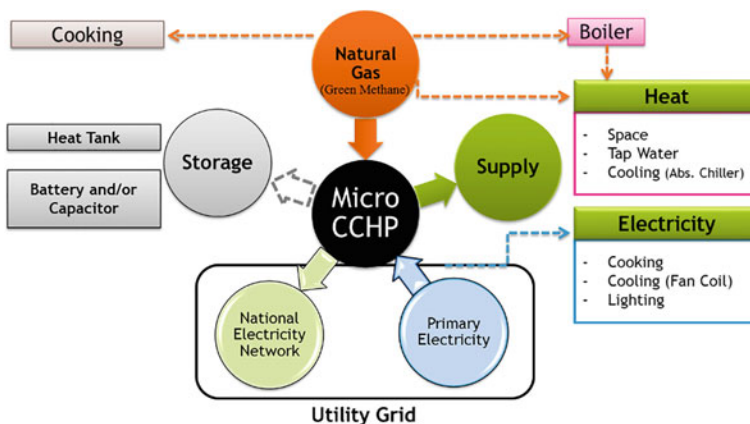 Cooking
Natural
Gas
(Green Methane)
Boiler
Heat
- Space
- Tap Water
- Cooling (Abs. Chiller)
Heat Tank
Battery and/or
Capacitor
Storage
Micro
CCHP
Supply
Electricity
- Cooking
- Cooling (Fan Coil)
- Lighting
National
Electricity
Network
Primary
Electricity
Utility Grid